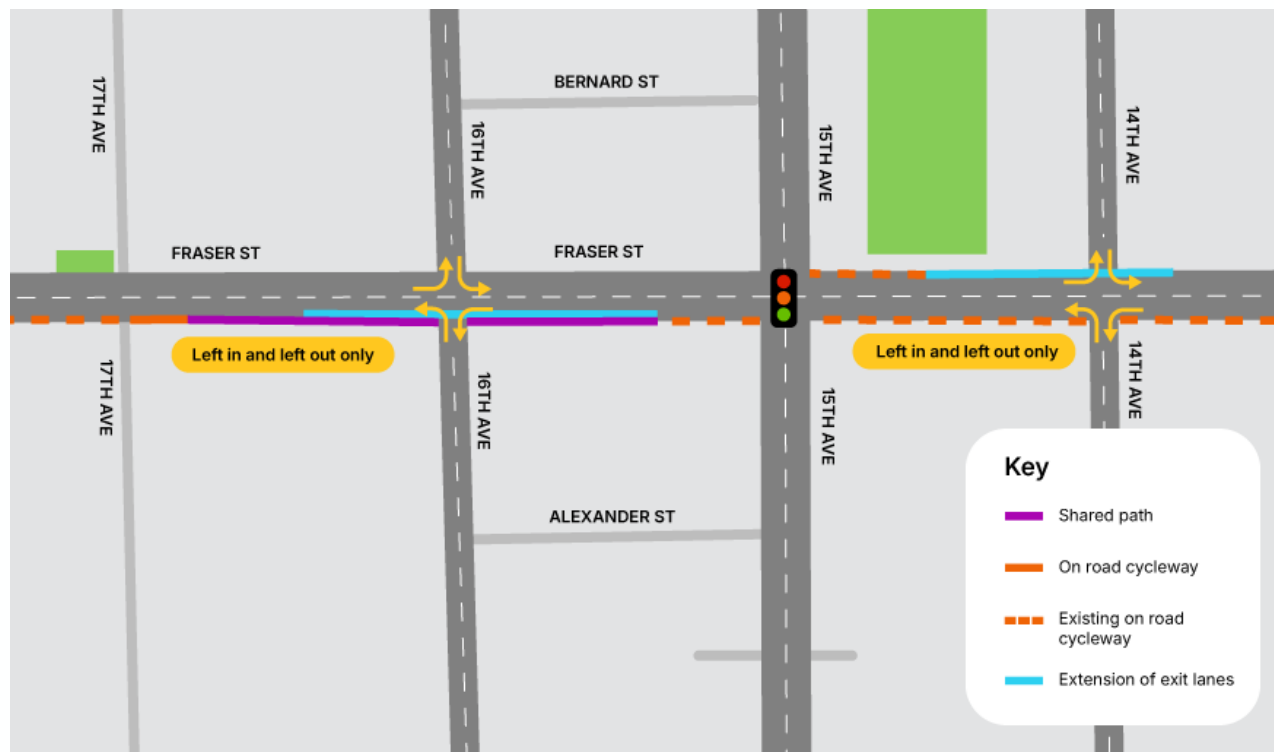 BERNARD ST
17TH AVE
16TH AVE
15TH AVE
14TH AVE
FRASER ST
FRASER ST
Left in and left out only
Left in and left out only
17TH AVE
16TH AVE
15TH AVE
14TH AVE
ALEXANDER ST
Key
Shared path
On road cycleway
Existing on road
cycleway
Extension of exit lanes